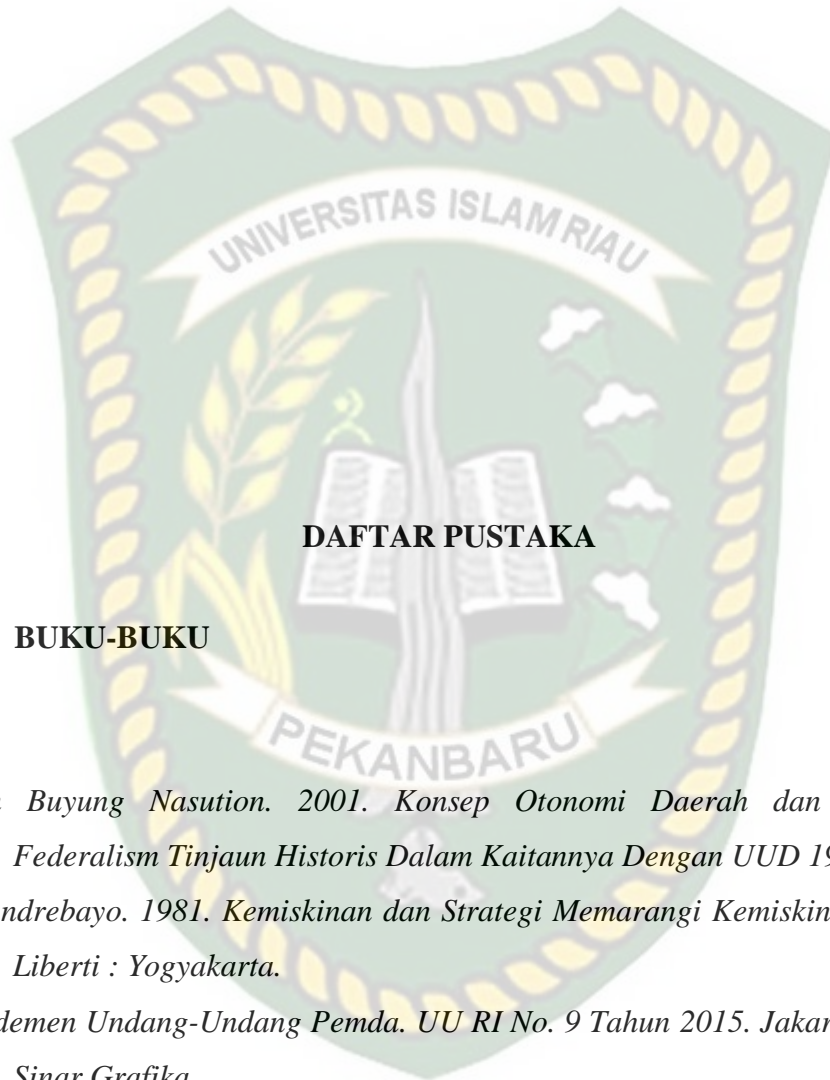 UNIVERSITAS ISLAM RIAU
DAFTAR PUSTAKA
BUKU-BUKU
PEKANBARU
n Buyung Nasution. 2001. Konsep Otonomi Daerah dan
Federalism Tinjaun Historis Dalam Kaitannya Dengan UUD 19
ndrebayo. 1981. Kemiskinan dan Strategi Memarangi Kemiskin
Liberti : Yogyakarta.
demen Undang-Undang Pemda. UU RI No. 9 Tahun 2015. Jakar
Sinar Grafika